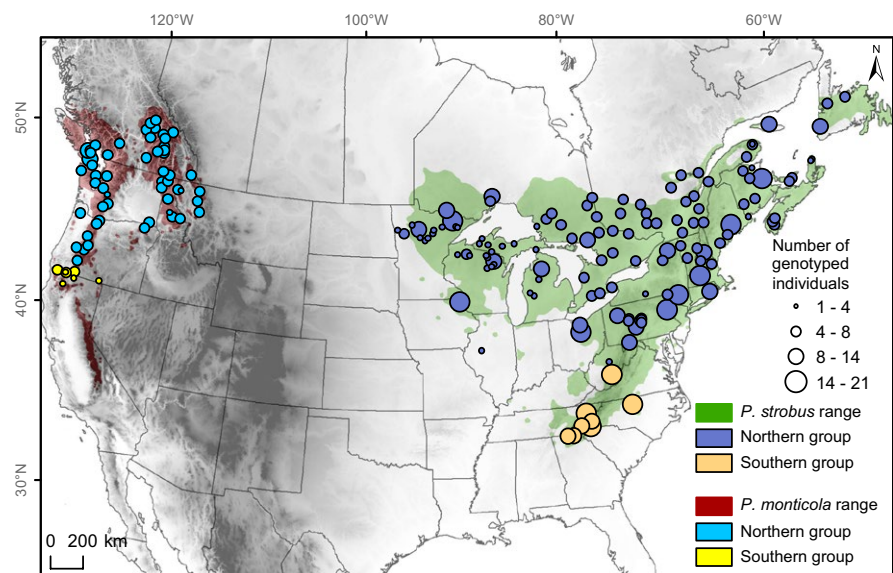 120°W 100°W 80°W 60°W
N
50°N
40°N
30°N
Number of
genotyped
individuals
1 - 4
4 - 8
8 - 14
14 - 21
P. strobus range
Northern group
Southern group
P. monticola range
Northern group
Southern group
0 200 km